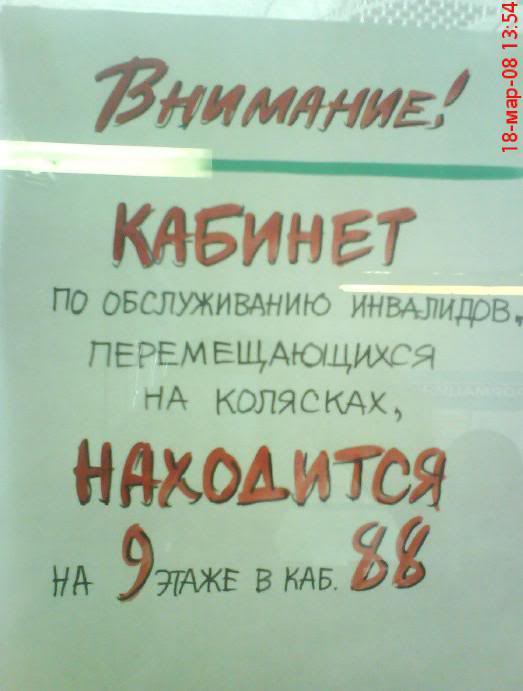 18-мар-08 13:54
Внимание!
КАБИНЕТ
ПО ОБСЛУЖИВАНИЮ ИНВАЛИДОВ,
ПЕРЕМЕЩАЮЩИХСЯ
НА КОЛЯСКАХ,
НАХОДИТСЯ
НА 9 ЭТАЖЕ В КАБ. 88